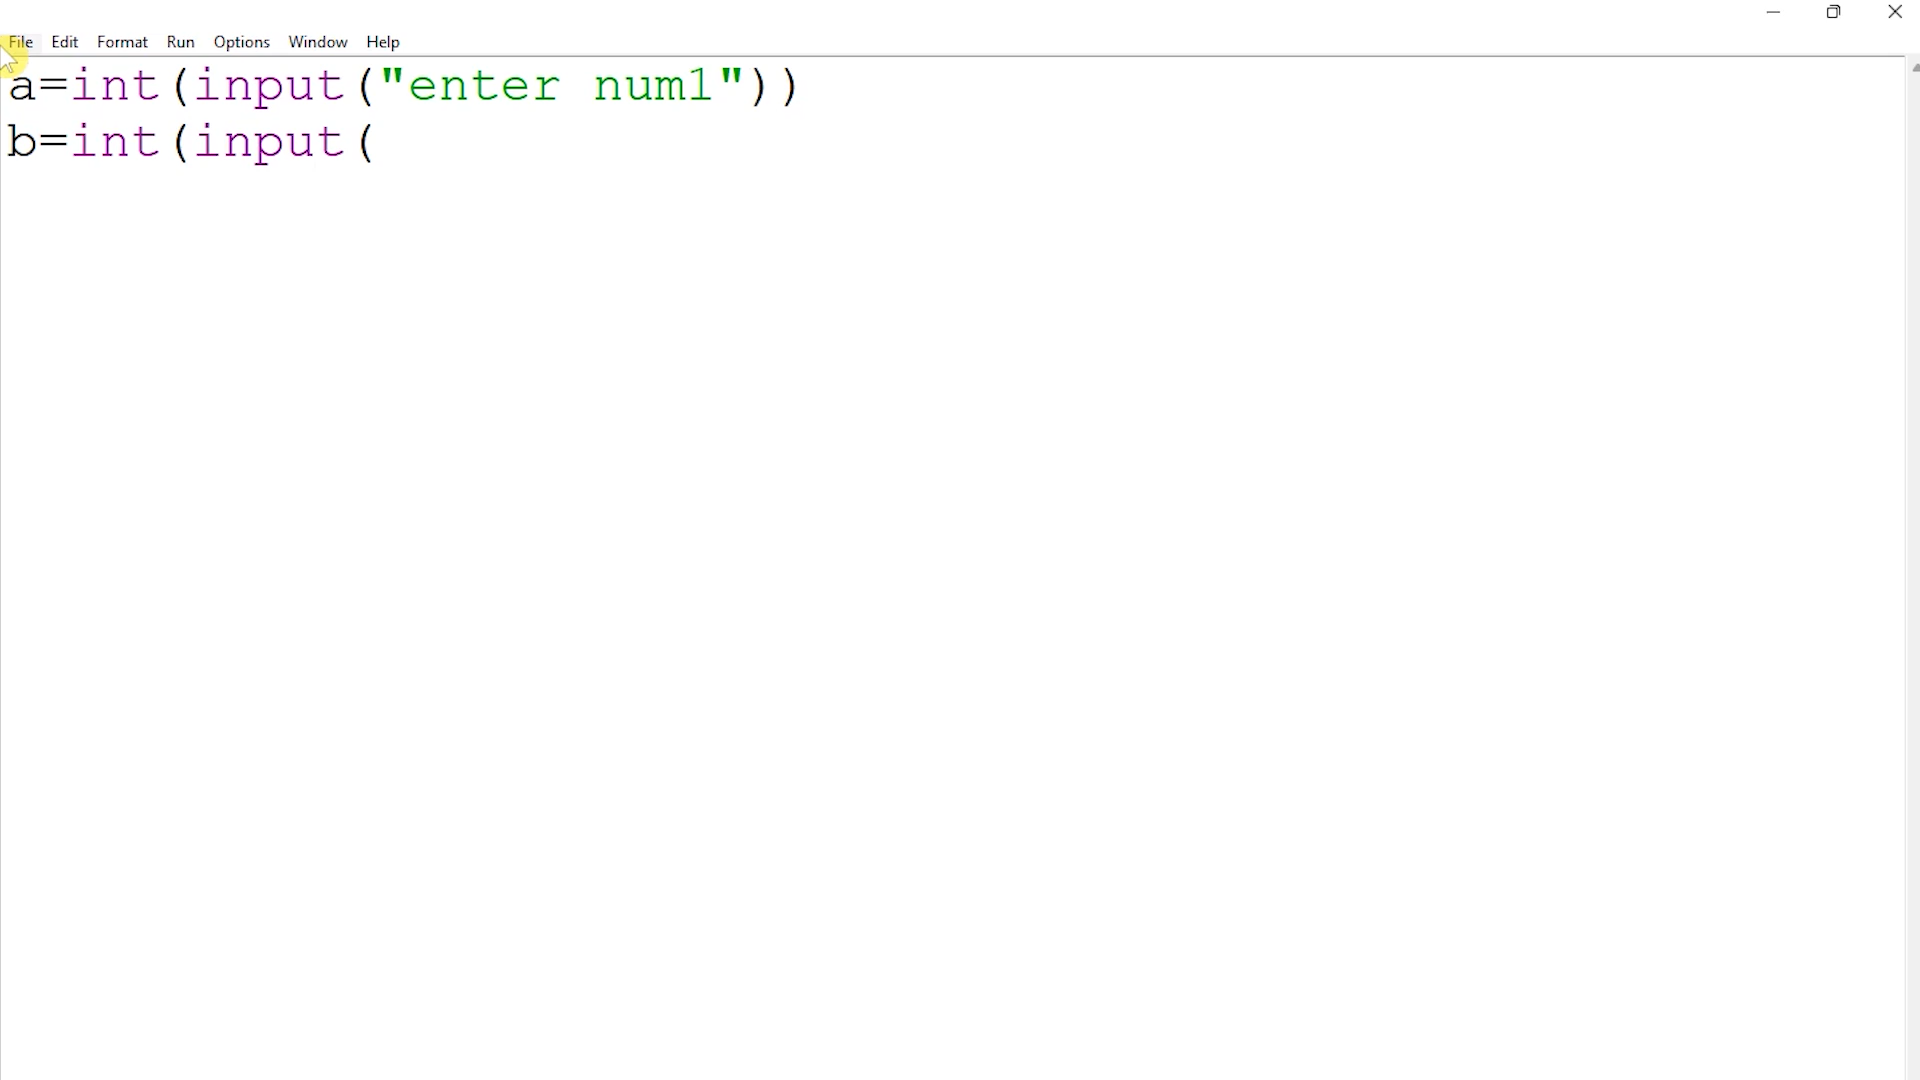 File Edit Format Run Options Window Help
a=int(input("enter num1"))
b=int(input(